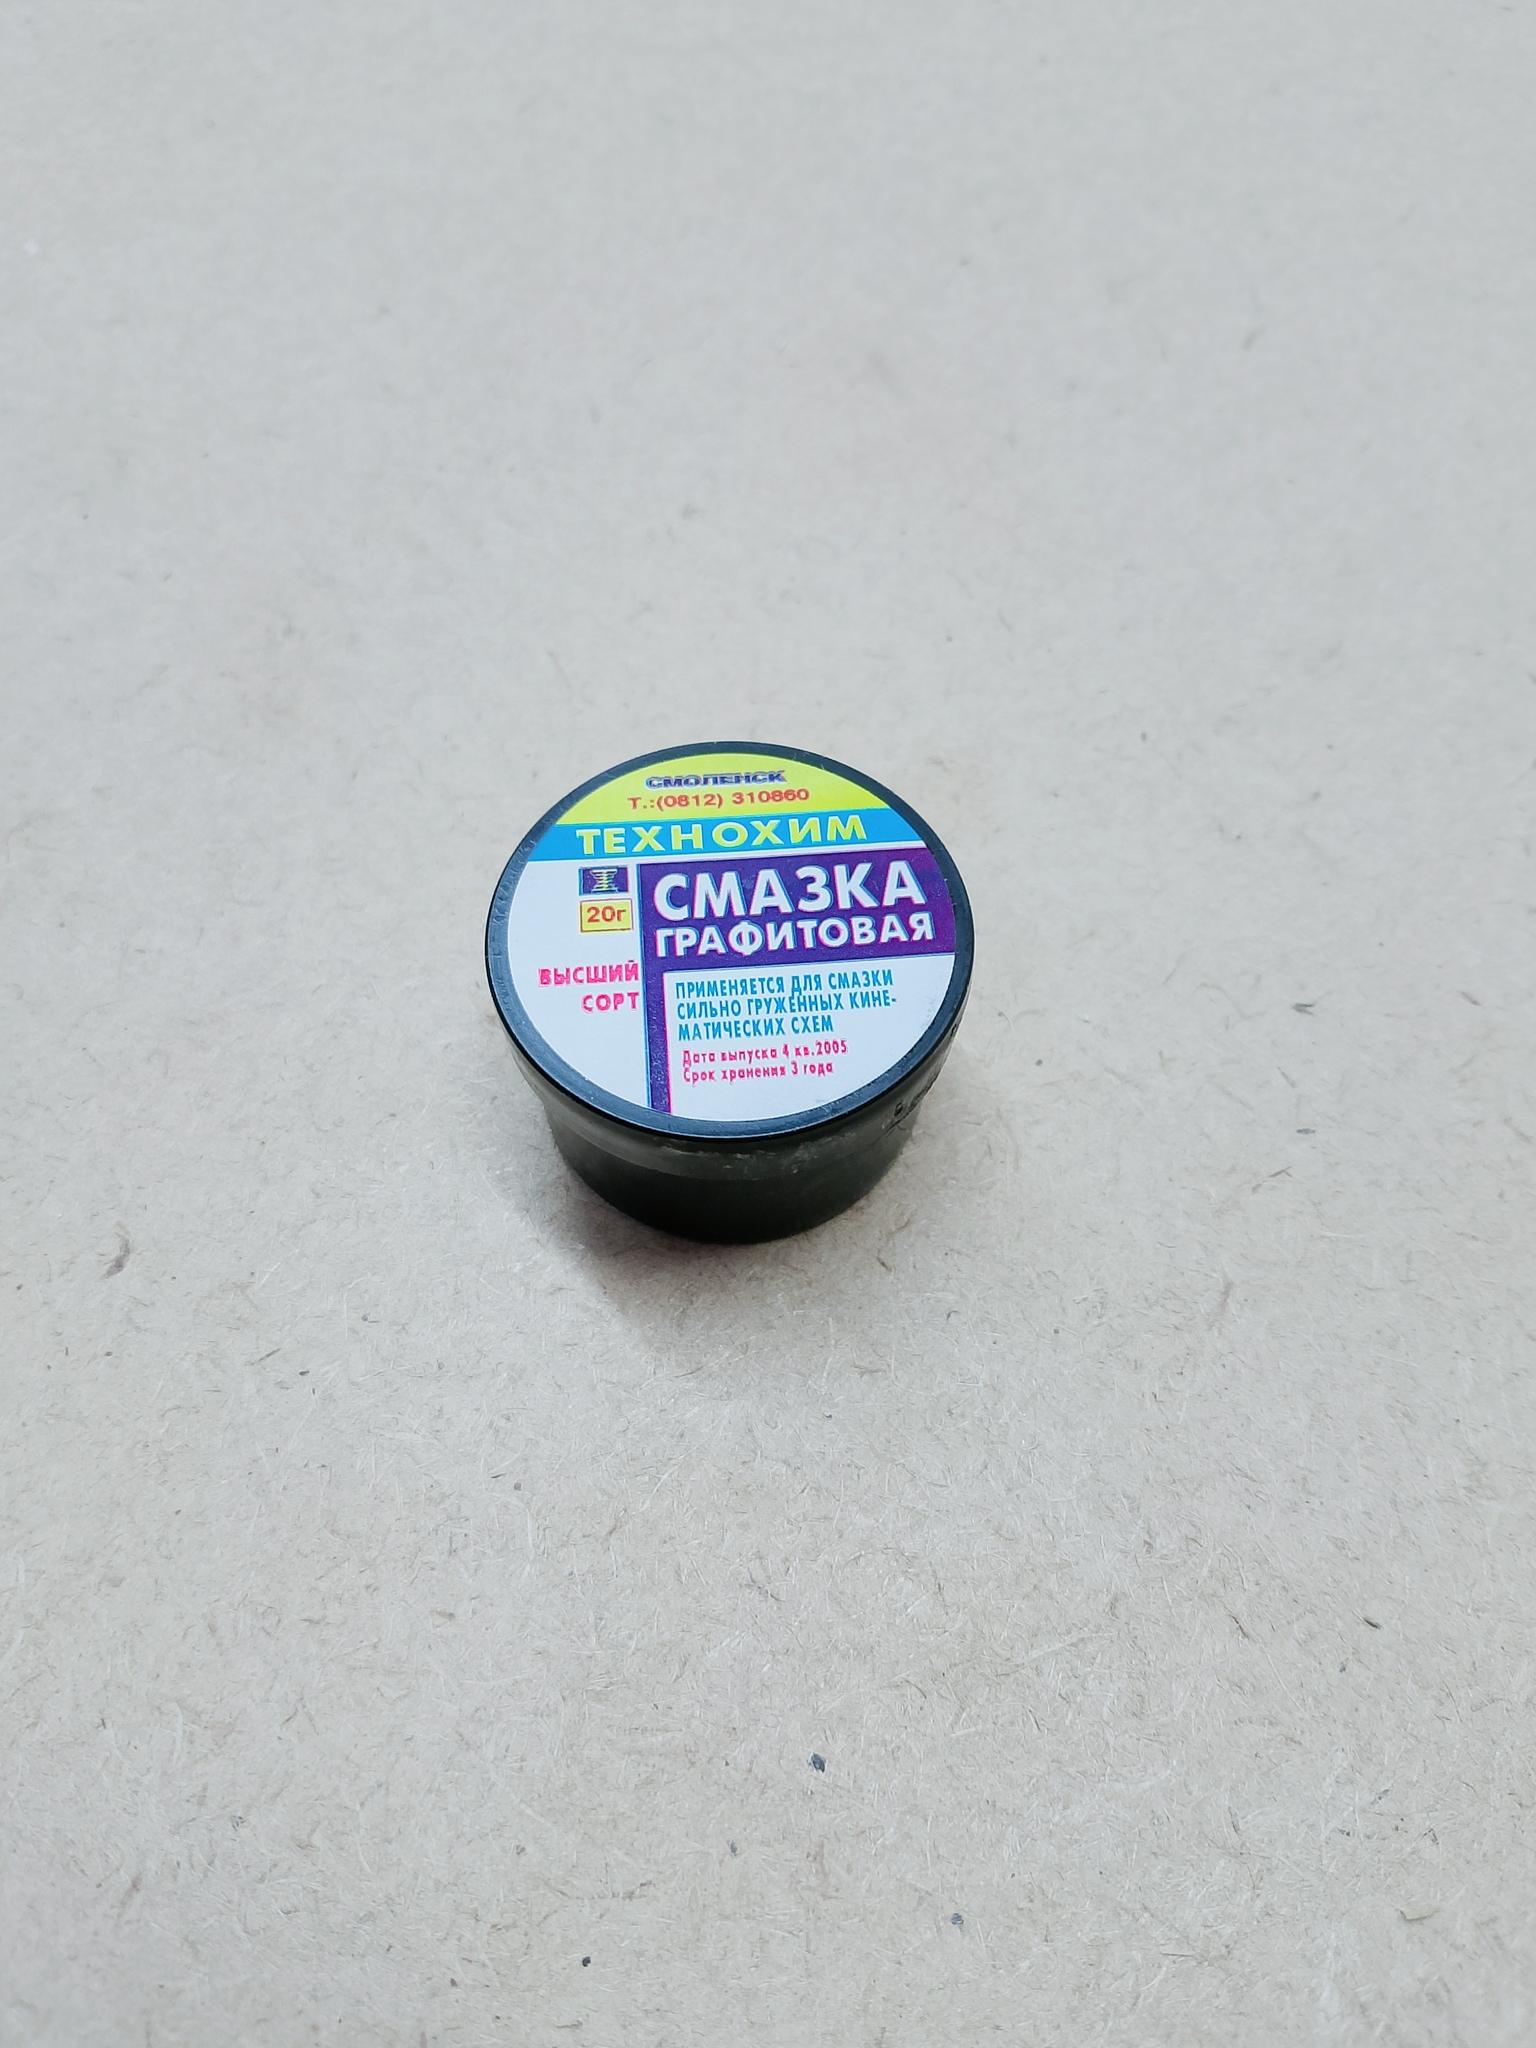 СМОЛЕНСК
Т.:(0812) 310860
ТЕХНОХИМ
20г
ВЫСШИЙ
СОРТ
СМАЗКА
ГРАФИТОВАЯ
ПРИМЕНЯЕТСЯ ДЛЯ СМАЗКИ
СИЛЬНО ГРУЖЕННЫХ КИНЕ-
МАТИЧЕСКИХ СХЕМ
Дата выпуска 4 кв.2005
Срок хранения 3 года